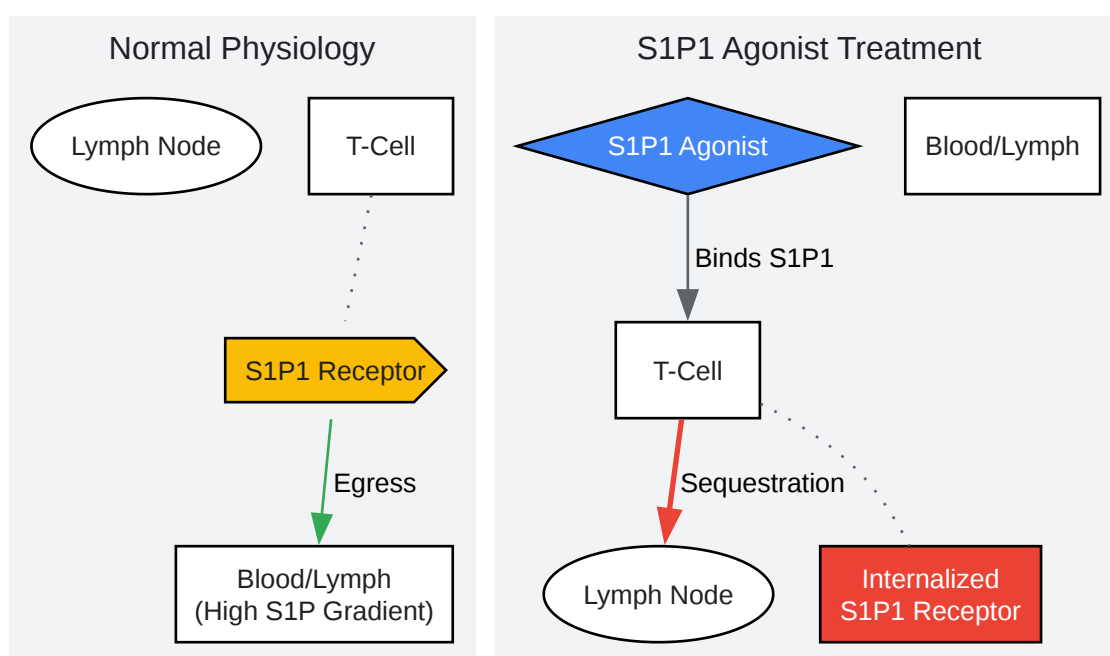 Normal Physiology
Lymph Node
T-Cell
S1P1 Receptor
Egress
Blood/Lymph
(High S1P Gradient)
S1P1 Agonist Treatment
S1P1 Agonist
Blood/Lymph
Binds S1P1
T-Cell
Sequestration
Lymph Node
Internalized
S1P1 Receptor